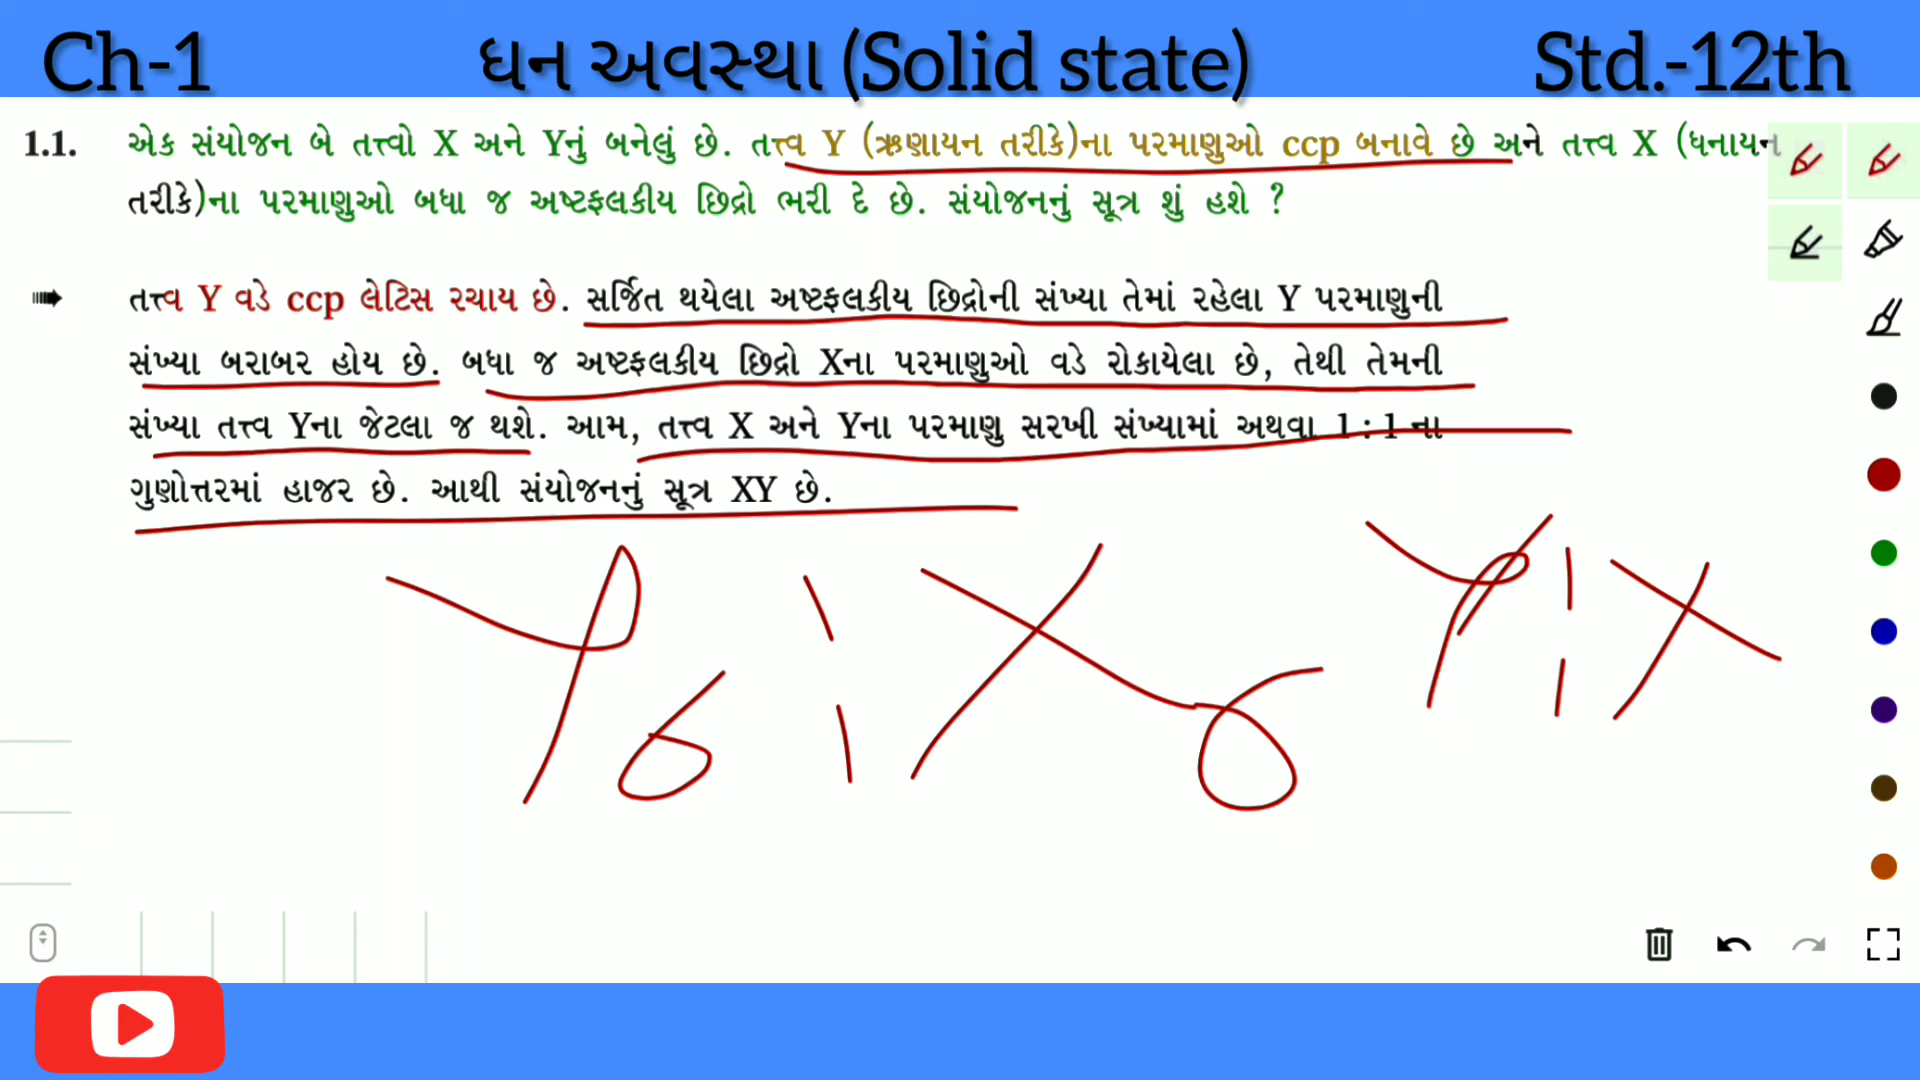 Ch-1 ઘન અવસ્થા (Solid state) Std.-12th
1.1. એક સંયોજન બે તત્ત્વો X અને Yનું બનેલું છે. તત્ત્વ Y (ઋણાયન તરીકે)ના પરમાણુઓ ccp બનાવે છે અને તત્ત્વ X (ધનાયન
તરીકે)ના પરમાણુઓ બધા જ અષ્ટફલકીય છિદ્રો ભરી દે છે. સંયોજનનું સૂત્ર શું હશે ?
તત્ત્વ Y વડે ccp લેટિસ રચાય છે. સર્જિત થયેલા અષ્ટફલકીય છિદ્રોની સંખ્યા તેમાં રહેલા Y પરમાણુની
સંખ્યા બરાબર હોય છે. બધા જ અષ્ટફલકીય છિદ્રો Xના પરમાણુઓ વડે રોકાયેલા છે, તેથી તેમની
સંખ્યા તત્ત્વ Yના જેટલા જ થશે. આમ, તત્ત્વ X અને Yના પરમાણુ સરખી સંખ્યામાં અથવા 1 : 1 ના
ગુણોત્તરમાં હાજર છે. આથી સંયોજનનું સૂત્ર XY છે.
Y6 : X6 Y : X